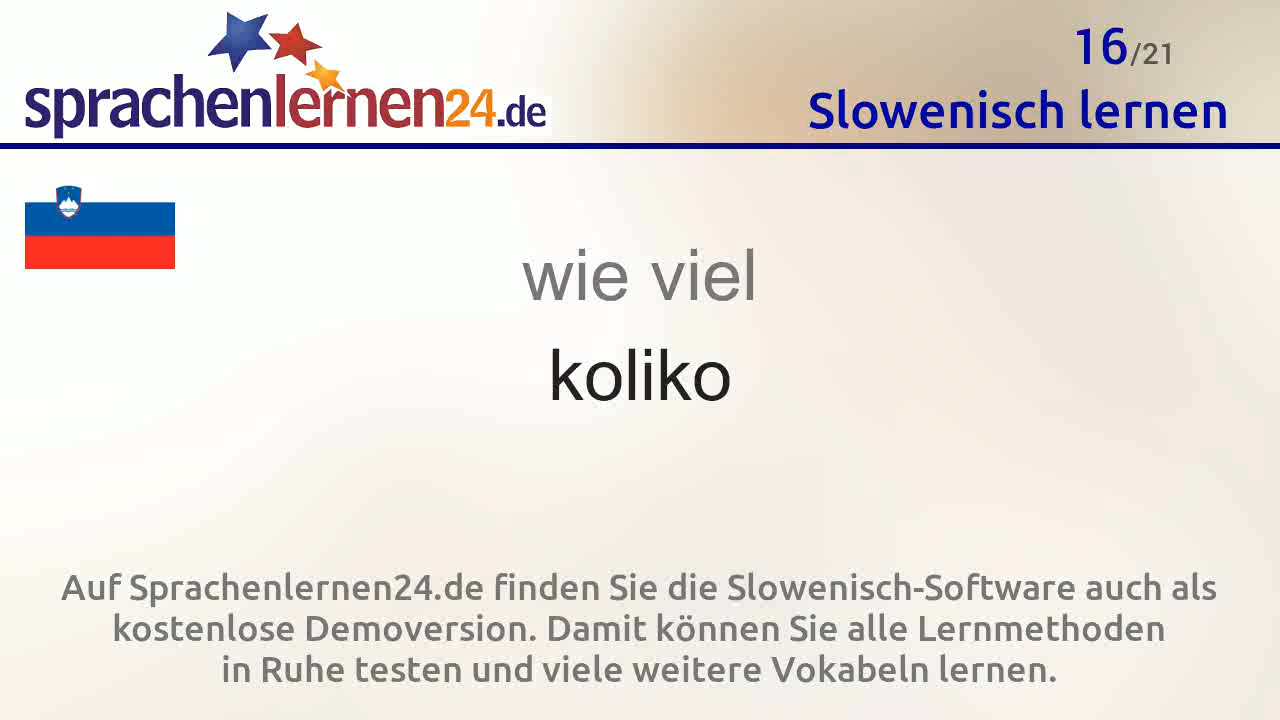 sprachenlernen24.de
16/21
Slowenisch lernen
wie viel
koliko
Auf Sprachenlernen24.de finden Sie die Slowenisch-Software auch als
kostenlose Demoversion. Damit können Sie alle Lernmethoden
in Ruhe testen und viele weitere Vokabeln lernen.